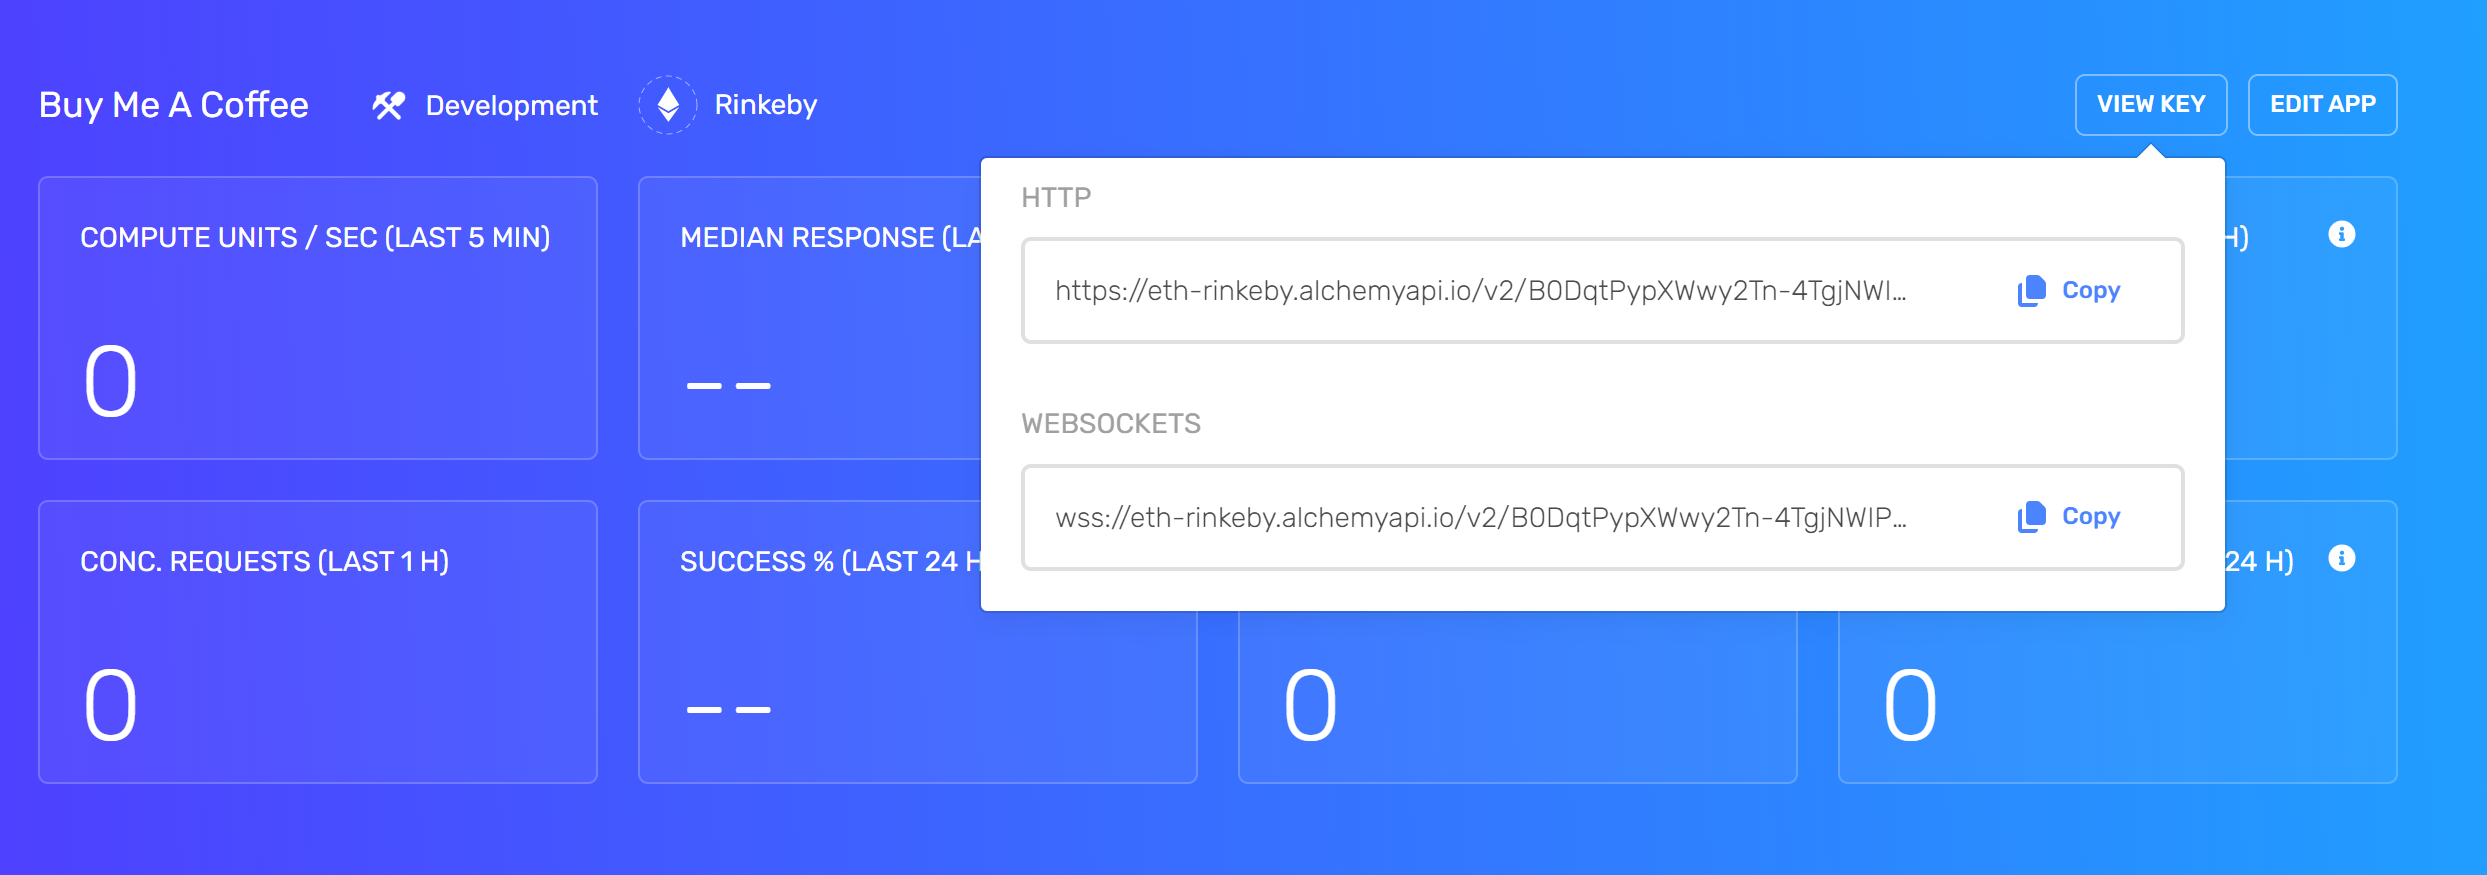 Buy Me A Coffee Development Rinkeby VIEW KEY EDIT APP
HTTP
https://eth-rinkeby.alchemyapi.io/v2/B0DqtPypXWwy2Tn-4TgjNWI... Copy
WEBSOCKETS
wss://eth-rinkeby.alchemyapi.io/v2/B0DqtPypXWwy2Tn-4TgjNWIP... Copy
COMPUTE UNITS / SEC (LAST 5 MIN)
0
MEDIAN RESPONSE (LA
--
H)
CONC. REQUESTS (LAST 1 H)
0
SUCCESS % (LAST 24 H
--
0
24 H)
0